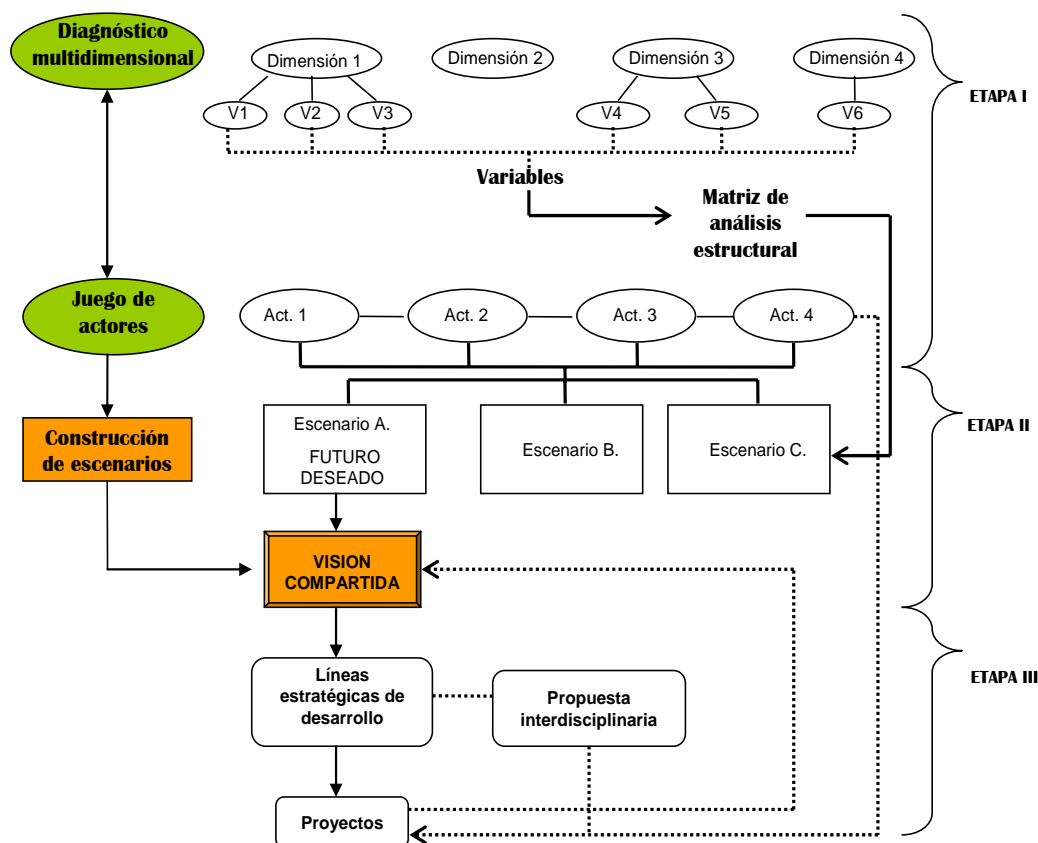 Diagnóstico
multidimensional
Dimensión 1
Dimensión 2
Dimensión 3
Dimensión 4
ETAPA I
V1
V2
V3
V4
V5
V6
Variables
Matriz de
análisis
estructural
Juego de
actores
Act. 1
Act. 2
Act. 3
Act. 4
ETAPA II
Construcción
de escenarios
Escenario A.
FUTURO
DESEADO
Escenario B.
Escenario C.
VISION
COMPARTIDA
ETAPA III
Líneas
estratégicas de
desarrollo
Propuesta
interdisciplinaria
Proyectos